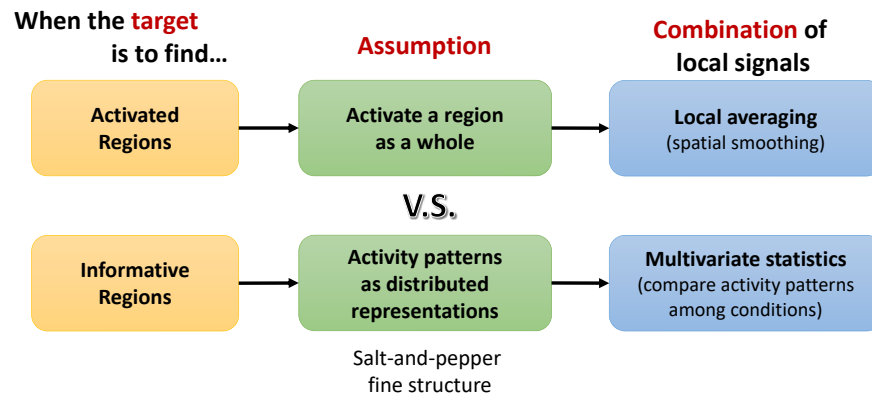 When the target
is to find…
Assumption
Combination of
local signals
Activated
Regions
Activate a region
as a whole
Local averaging
(spatial smoothing)
V.S.
Informative
Regions
Activity patterns
as distributed
representations
Multivariate statistics
(compare activity patterns
among conditions)
Salt-and-pepper
fine structure